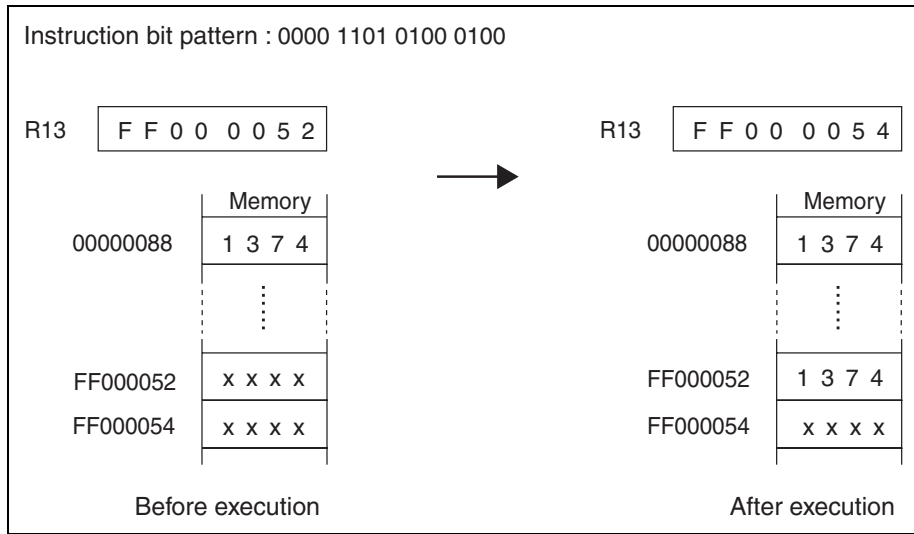 Instruction bit pattern : 0000 1101 0100 0100
R13 F F 0 0 0 0 5 2 R13 F F 0 0 0 0 5 4
Memory Memory
00000088 1 3 7 4 00000088 1 3 7 4
FF000052 x x x x FF000052 1 3 7 4
FF000054 x x x x FF000054 x x x x
Before execution After execution